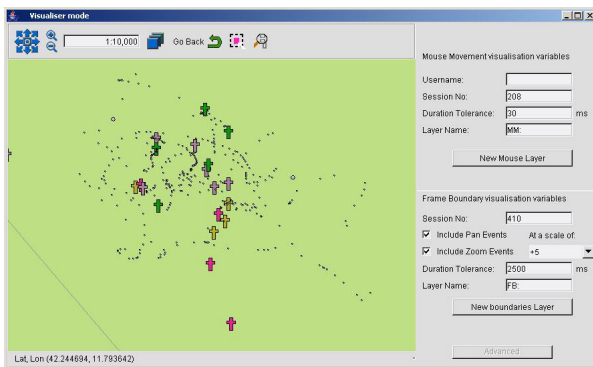 Visualiser mode
1:10,000 Go Back
Mouse Movement visualisation variables
Username:
Session No: 208
Duration Tolerance: 30 ms
Layer Name: MM:
New Mouse Layer
Frame Boundary visualisation variables
Session No: 410
Include Pan Events At a scale of:
Include Zoom Events +5
Duration Tolerance: 2500 ms
Layer Name: FB:
New boundaries Layer
Advanced
Lat, Lon (42.244694, 11.793642)